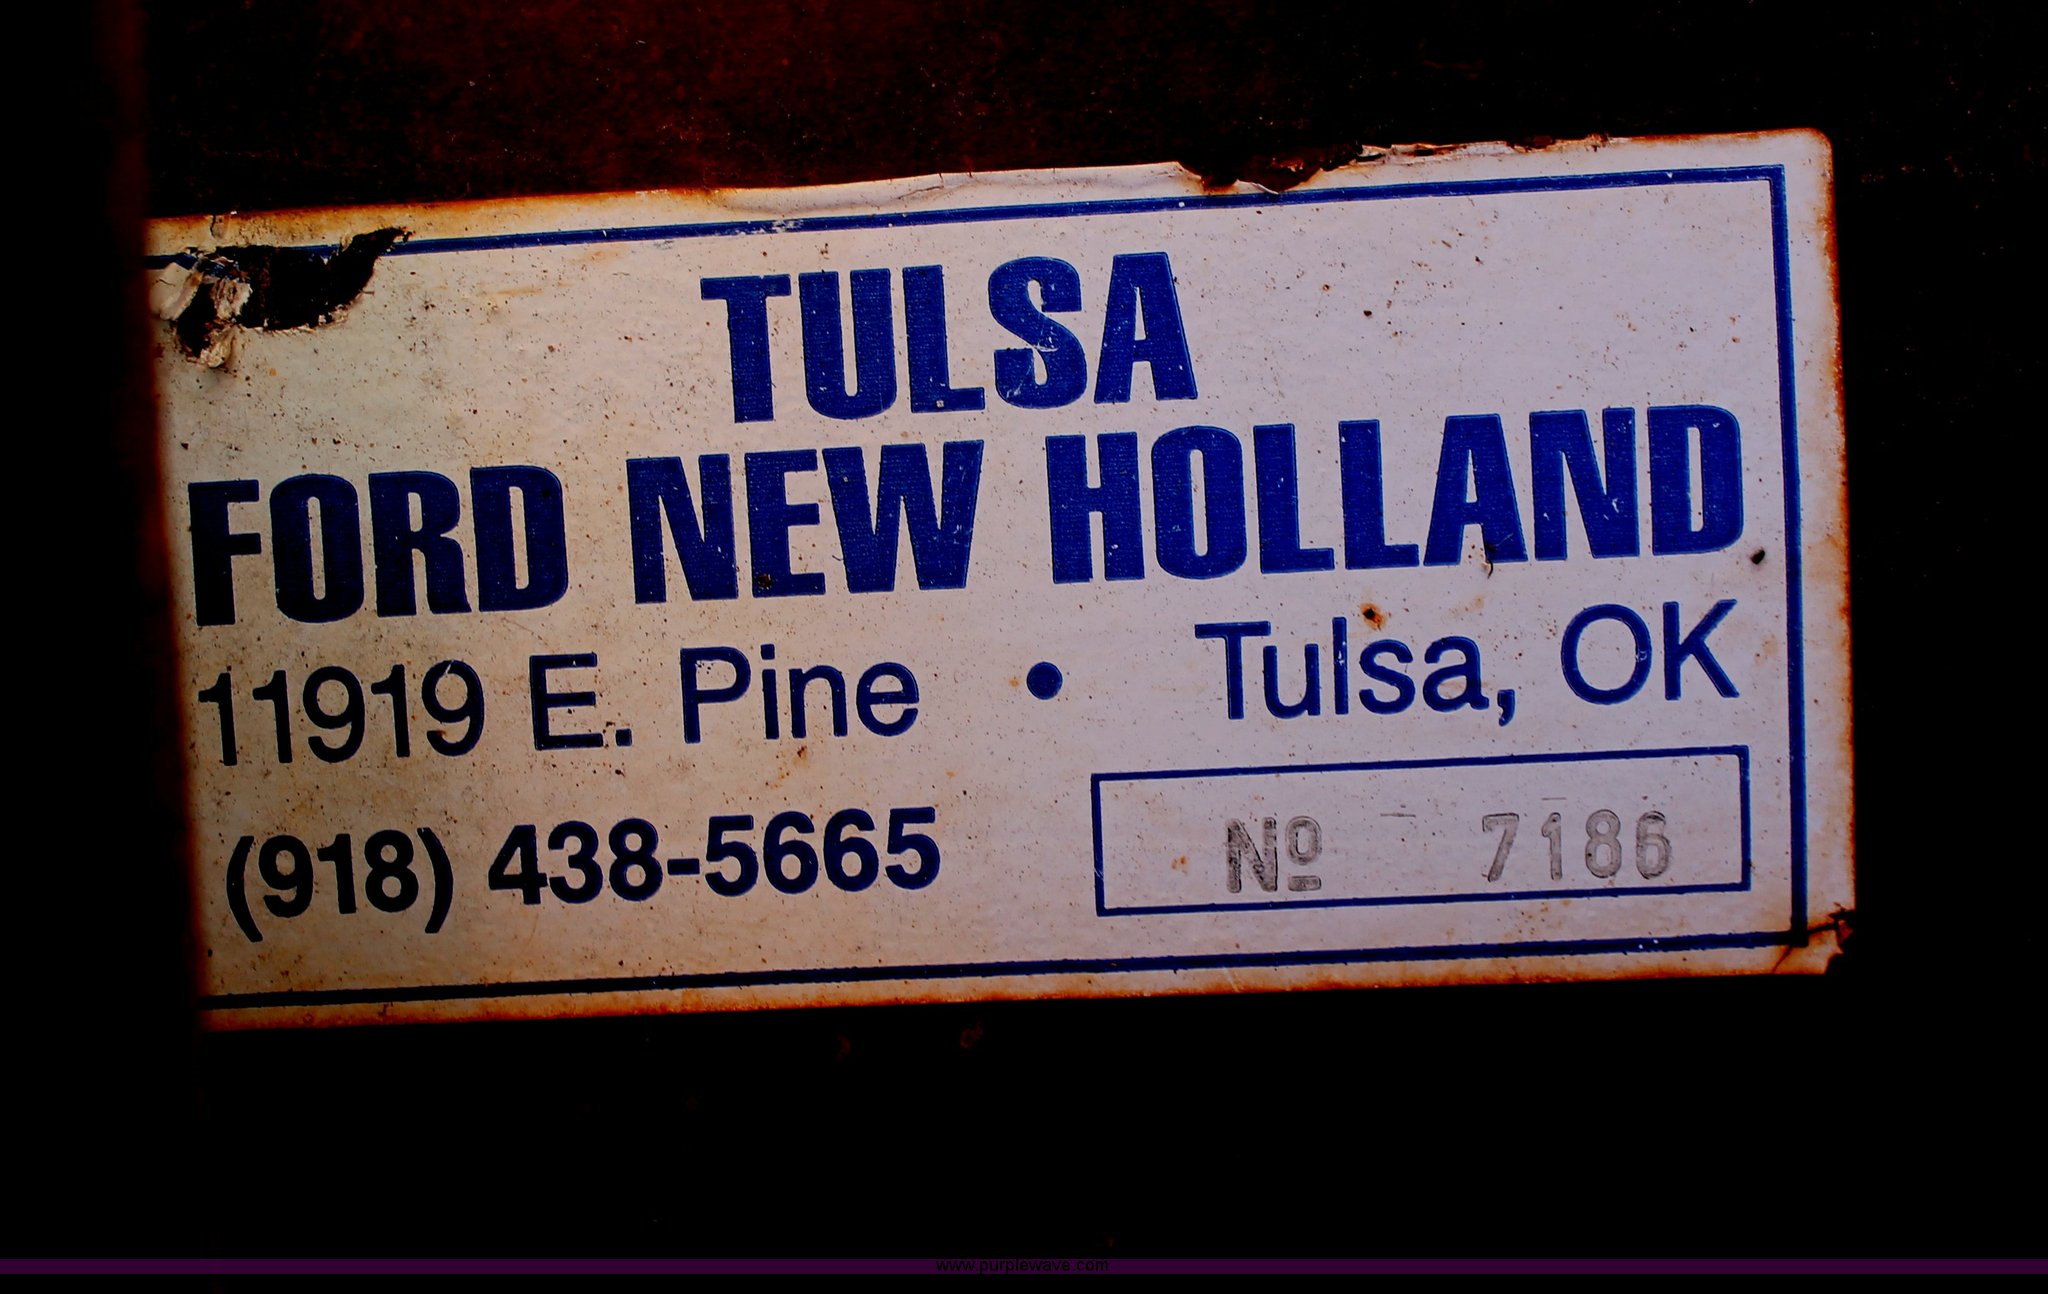 TULSA
FORD NEW HOLLAND
11919 E. Pine • Tulsa, OK
(918) 438-5665
Nº 7186
www.purplewave.com